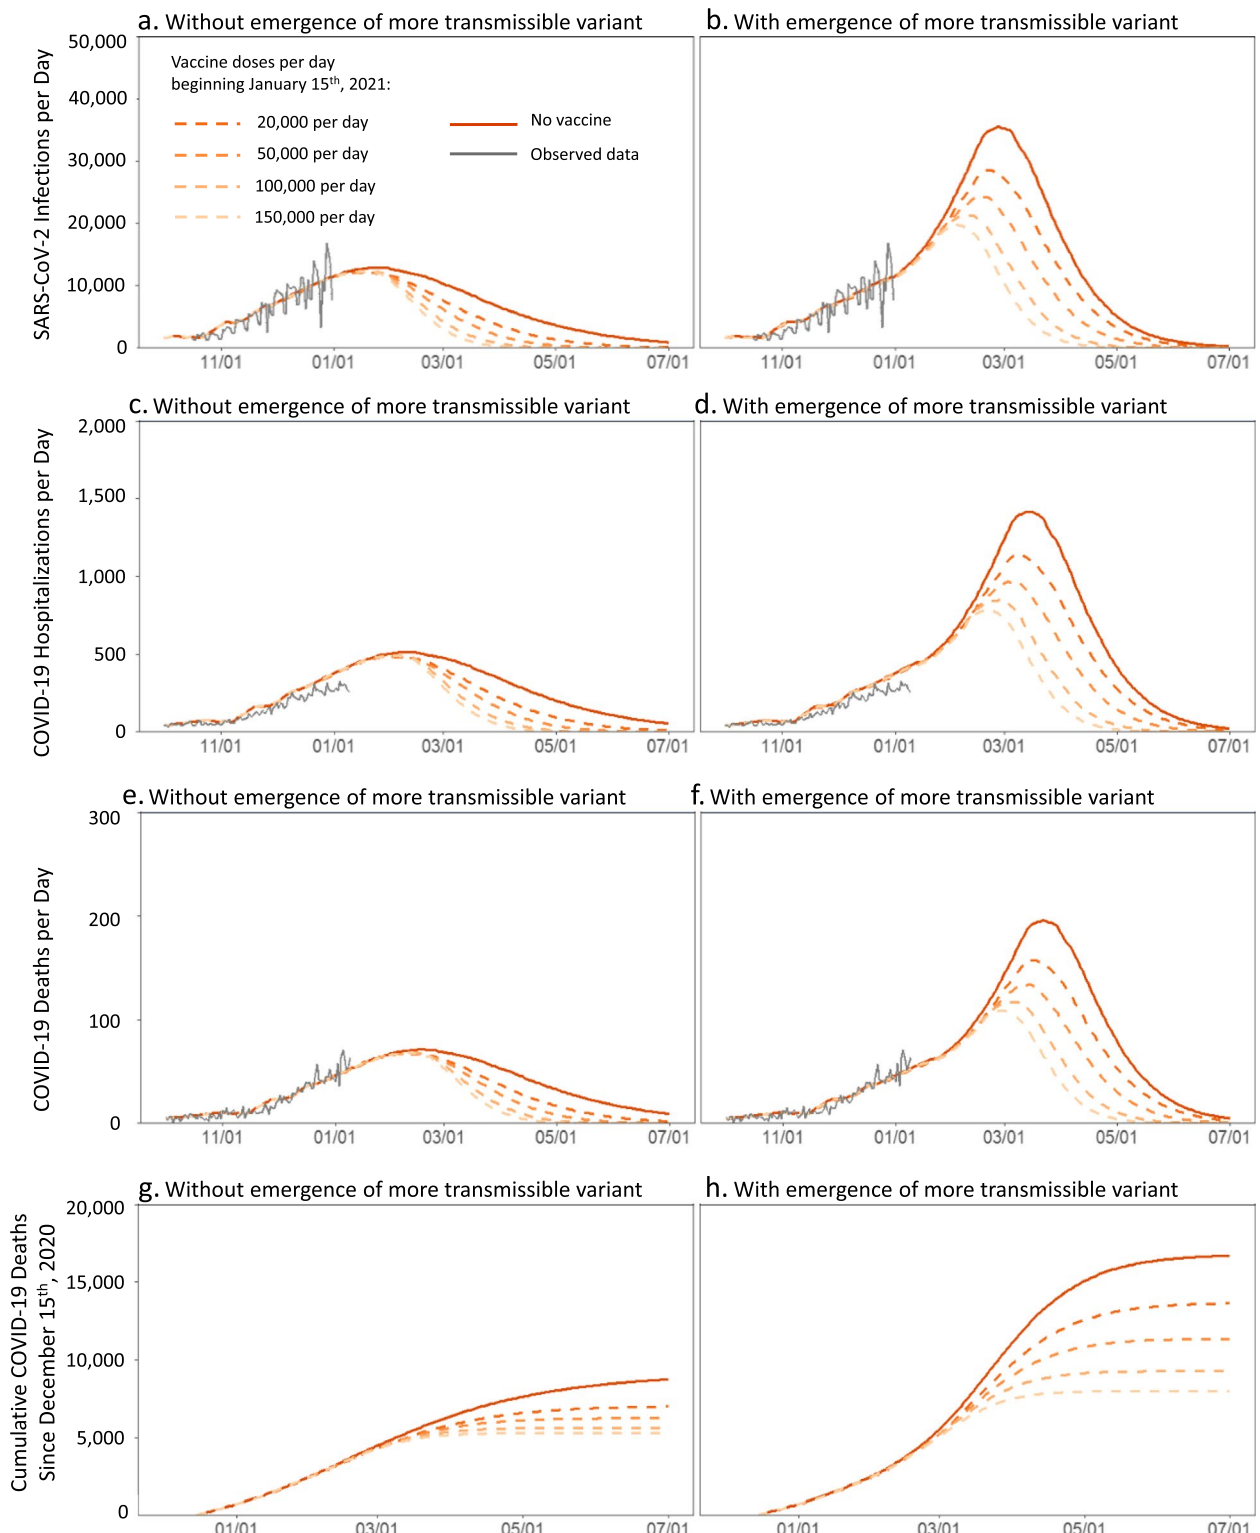 a. Without emergence of more transmissible variant
b. With emergence of more transmissible variant
SARS-CoV-2 Infections per Day
50,000
40,000
30,000
20,000
10,000
0
Vaccine doses per day
beginning January 15th, 2021:
20,000 per day
50,000 per day
100,000 per day
150,000 per day
No vaccine
Observed data
11/01 01/01 03/01 05/01 07/01
11/01 01/01 03/01 05/01 07/01
c. Without emergence of more transmissible variant
d. With emergence of more transmissible variant
COVID-19 Hospitalizations per Day
2,000
1,500
1,000
500
0
11/01 01/01 03/01 05/01 07/01
11/01 01/01 03/01 05/01 07/01
e. Without emergence of more transmissible variant
f. With emergence of more transmissible variant
COVID-19 Deaths per Day
300
200
100
0
11/01 01/01 03/01 05/01 07/01
11/01 01/01 03/01 05/01 07/01
g. Without emergence of more transmissible variant
h. With emergence of more transmissible variant
Cumulative COVID-19 Deaths
Since December 15th, 2020
20,000
15,000
10,000
5,000
0
01/01 03/01 05/01 07/01
01/01 03/01 05/01 07/01